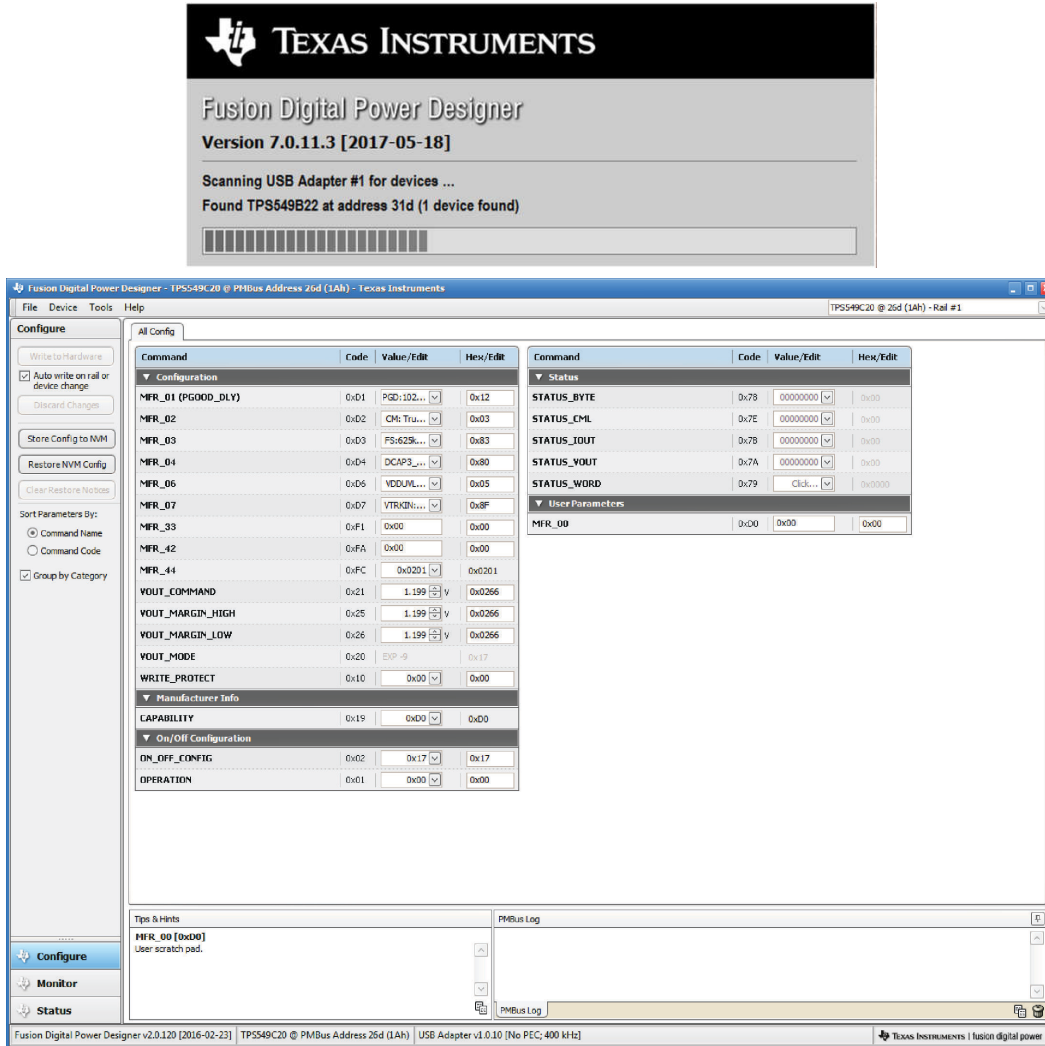 TEXAS INSTRUMENTS
Fusion Digital Power Designer
Version 7.0.11.3 [2017-05-18]
Scanning USB Adapter #1 for devices ...
Found TPS549B22 at address 31d (1 device found)
Fusion Digital Power Designer - TPS549C20 @ PMBus Address 26d (1Ah) - Texas Instruments
File Device Tools Help
TPS549C20 @ 26d (1Ah) - Rail #1
Configure
Write to Hardware
Auto write on rail or
device change
Discard Changes
Store Config to NVM
Restore NVM Config
Clear Restore Notices
Sort Parameters By:
Command Name
Command Code
Group by Category
All Config
Command Code Value/Edit Hex/Edit
Configuration
MFR_01 (PGOOD_DLY) 0xD1 PGD:102... 0x12
MFR_02 0xD2 CM: Tru... 0x03
MFR_03 0xD3 FS:625k... 0x83
MFR_04 0xD4 DCAP3_... 0x80
MFR_06 0xD6 VDDUVL... 0x05
MFR_07 0xD7 VTRKIN:... 0x8F
MFR_33 0xF1 0x00 0x00
MFR_42 0xFA 0x00 0x00
MFR_44 0xFC 0x0201 0x0201
VOUT_COMMAND 0x21 1.199 V 0x0266
VOUT_MARGIN_HIGH 0x25 1.199 V 0x0266
VOUT_MARGIN_LOW 0x26 1.199 V 0x0266
VOUT_MODE 0x20 EXP -9 0x17
WRITE_PROTECT 0x10 0x00 0x00
Manufacturer Info
CAPABILITY 0x19 0xD0 0xD0
On/Off Configuration
ON_OFF_CONFIG 0x02 0x17 0x17
OPERATION 0x01 0x00 0x00
Command Code Value/Edit Hex/Edit
Status
STATUS_BYTE 0x78 00000000 0x00
STATUS_CML 0x7E 00000000 0x00
STATUS_IOUT 0x7B 00000000 0x00
STATUS_VOUT 0x7A 00000000 0x00
STATUS_WORD 0x79 Click... 0x0000
User Parameters
MFR_00 0xD0 0x00 0x00
Tips & Hints
MFR_00 [0xD0]
User scratch pad.
PMBus Log
PMBus Log
Configure
Monitor
Status
Fusion Digital Power Designer v2.0.120 [2016-02-23] TPS549C20 @ PMBus Address 26d (1Ah) USB Adapter v1.0.10 [No PEC; 400 kHz] TEXAS INSTRUMENTS | fusion digital power